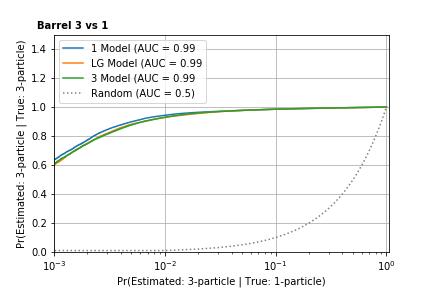 Barrel 3 vs 1
Pr(Estimated: 3-particle | True: 3-particle)
1.4
1.2
1.0
0.8
0.6
0.4
0.2
0.0
1 Model (AUC = 0.99
LG Model (AUC = 0.99
3 Model (AUC = 0.99
Random (AUC = 0.5)
10⁻³
10⁻²
10⁻¹
10⁰
Pr(Estimated: 3-particle | True: 1-particle)